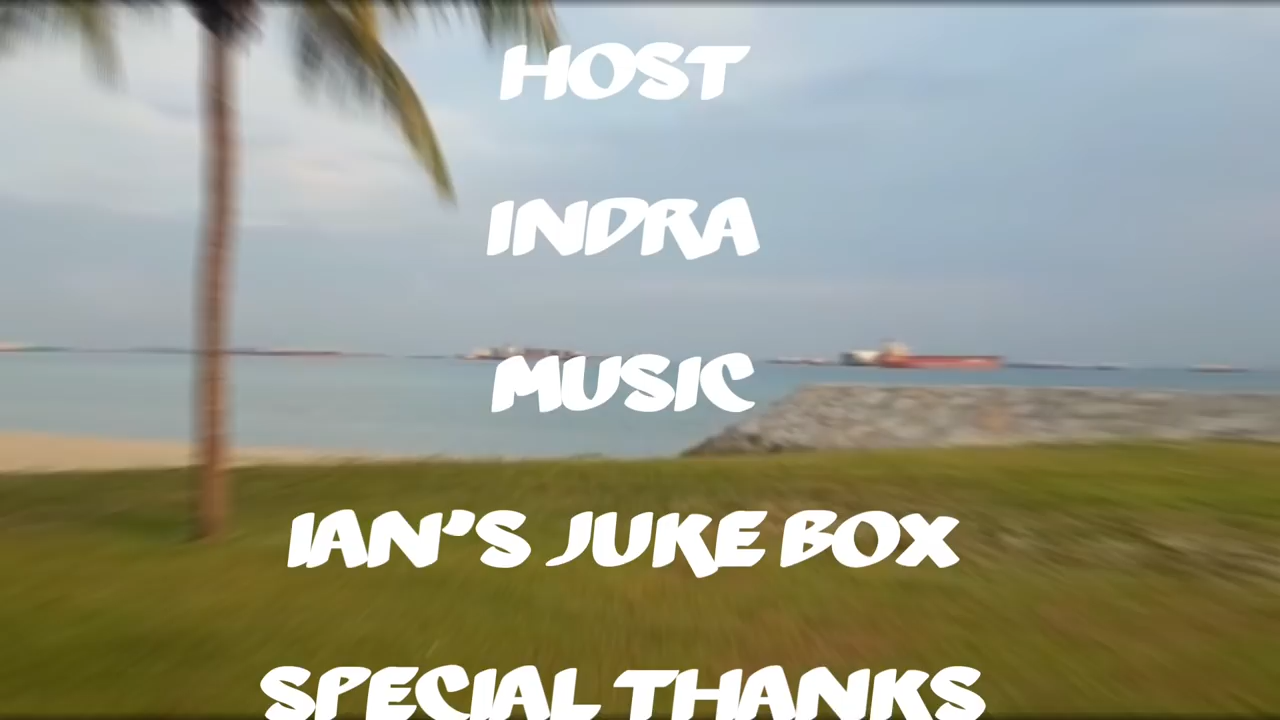 HOST
INDRA
MUSIC
IAN'S JUKE BOX
SPECIAL THANKS